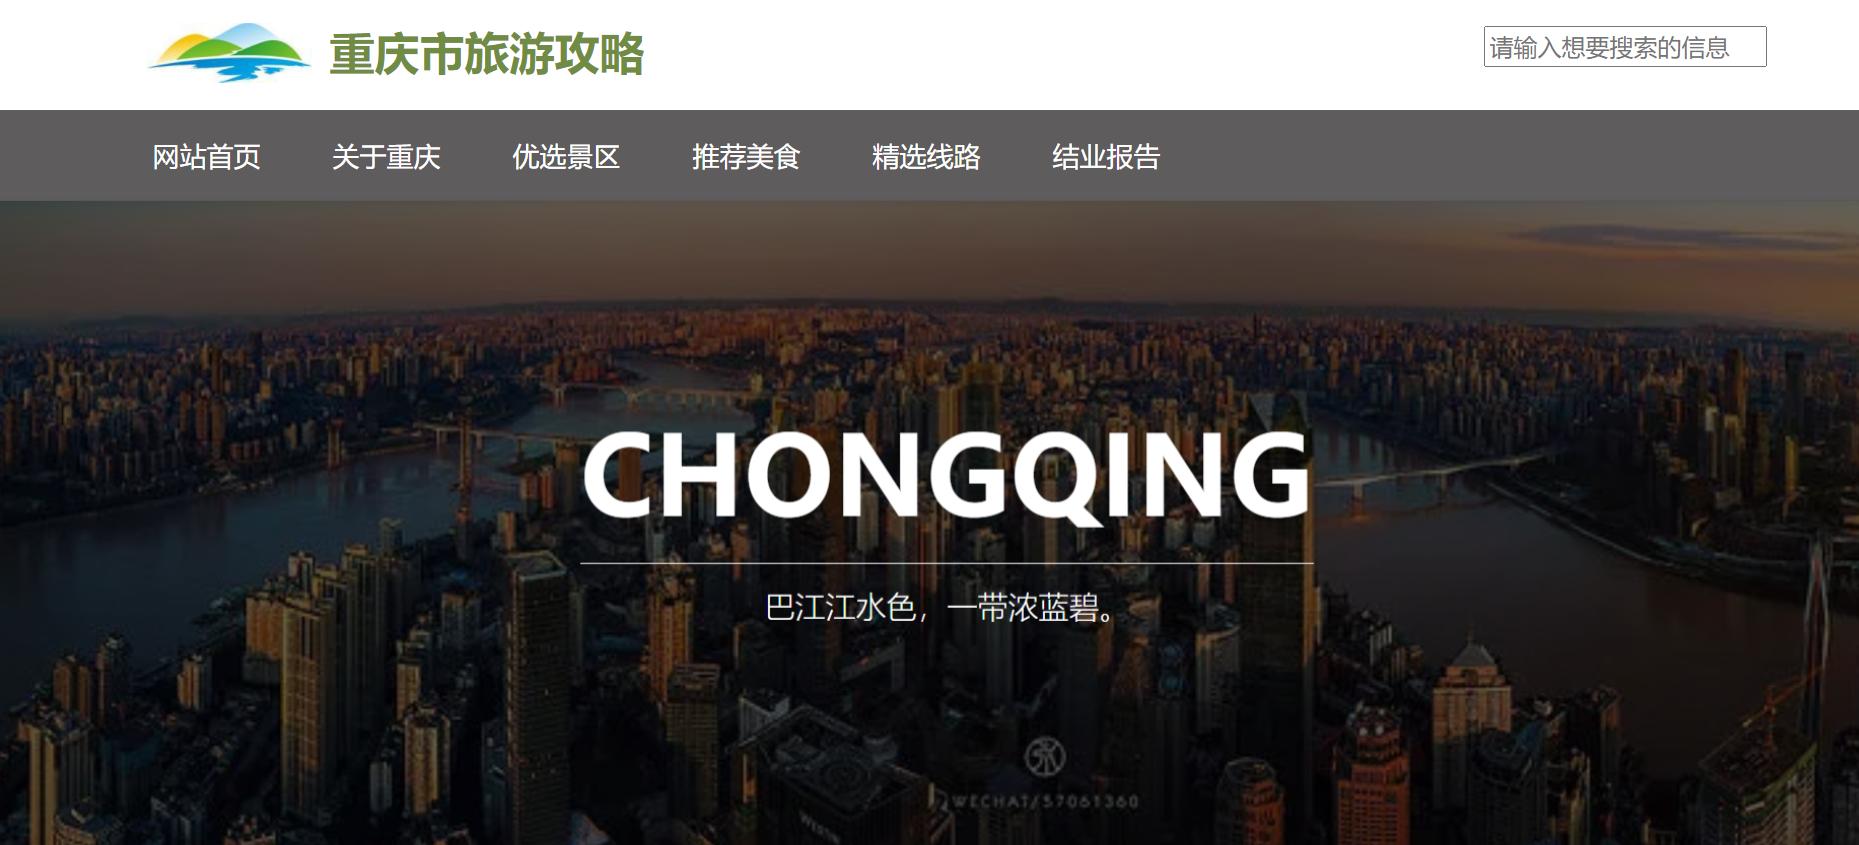 重庆市旅游攻略
请输入想要搜索的信息
网站首页 关于重庆 优选景区 推荐美食 精选线路 结业报告
CHONGQING
巴江江水色，一带浓蓝碧。
WECHAT/57061360